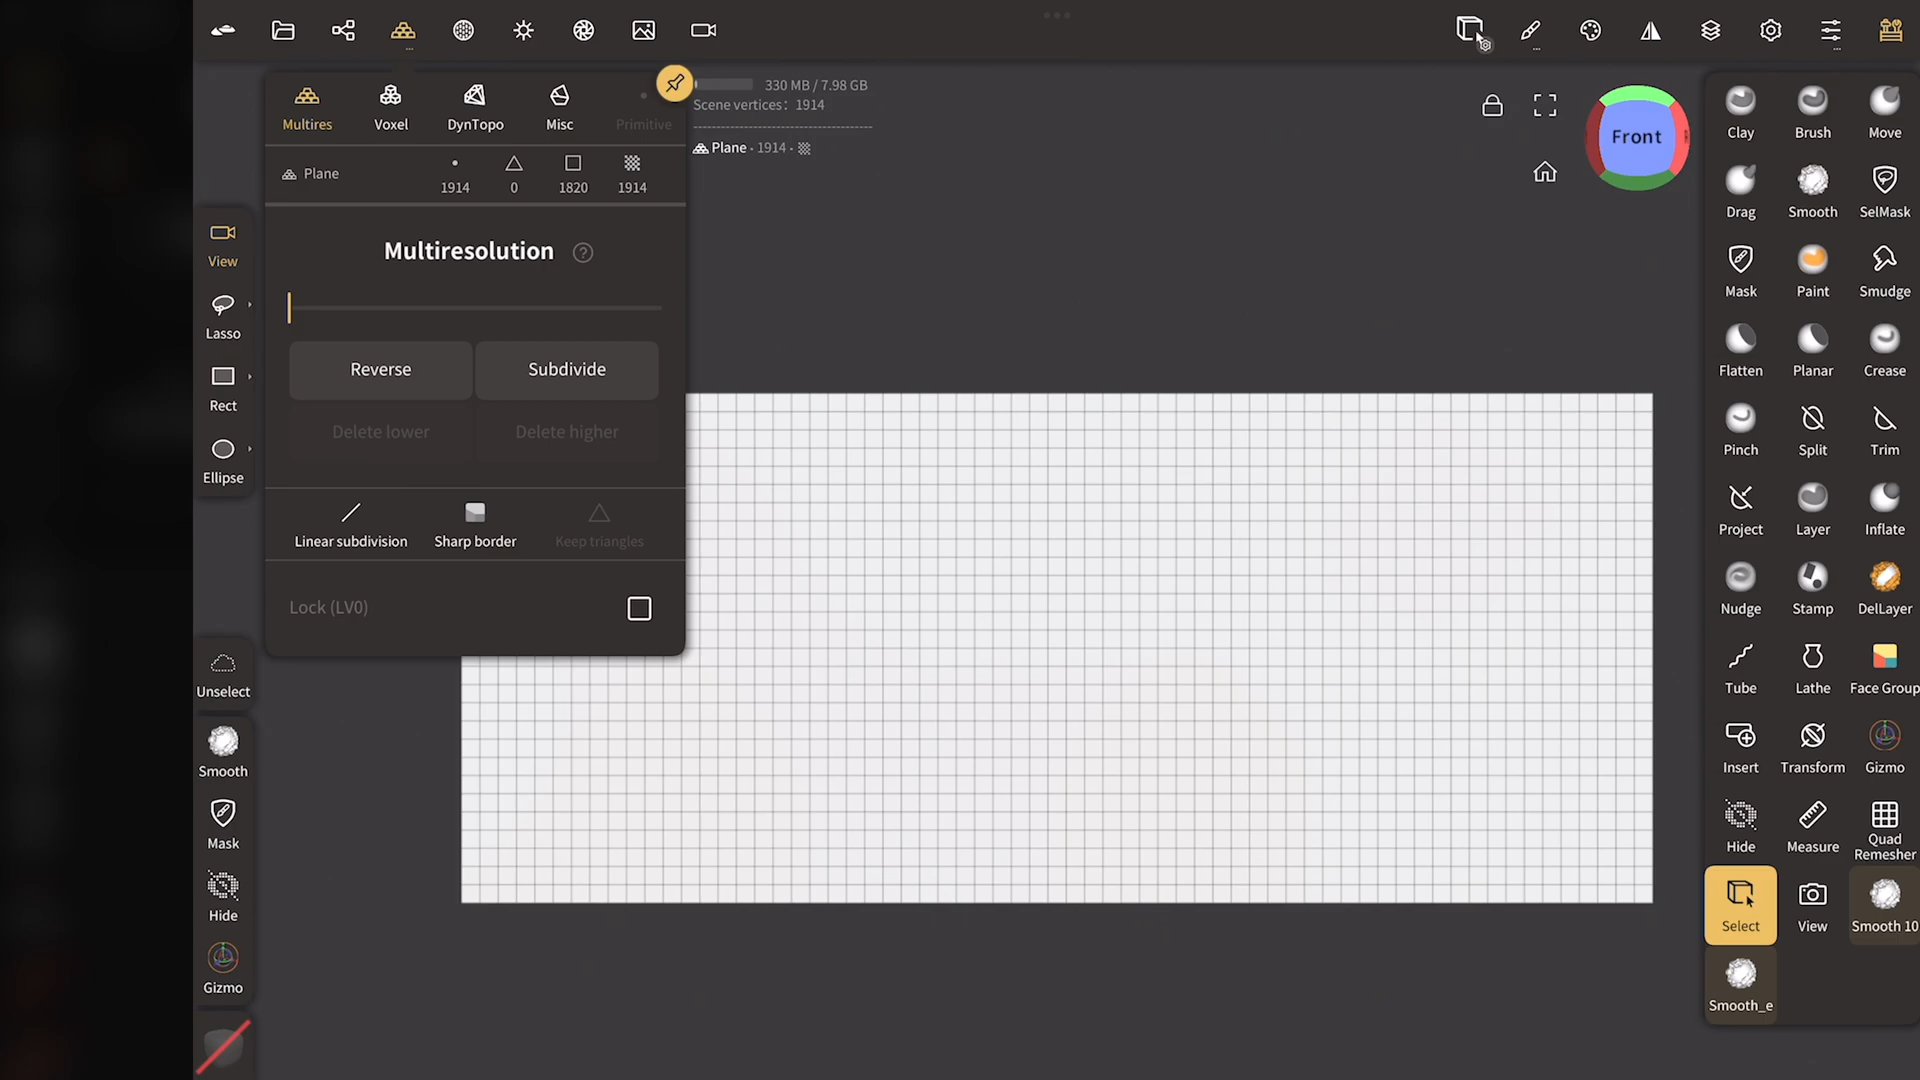 330 MB / 7.98 GB
Scene vertices: 1914
Plane · 1914 ·
Multires
Voxel
DynTopo
Misc
Primitive
Plane
1914
0
1820
1914
Multiresolution
?
Reverse
Subdivide
Delete lower
Delete higher
Linear subdivision
Sharp border
Keep triangles
Lock (LV0)
View
Lasso
Rect
Ellipse
Unselect
Smooth
Mask
Hide
Gizmo
Front
Clay
Brush
Move
Drag
Smooth
SelMask
Mask
Paint
Smudge
Flatten
Planar
Crease
Pinch
Split
Trim
Project
Layer
Inflate
Nudge
Stamp
DelLayer
Tube
Lathe
Face Group
Insert
Transform
Gizmo
Hide
Measure
Quad
Remesher
Select
View
Smooth 10
Smooth_e